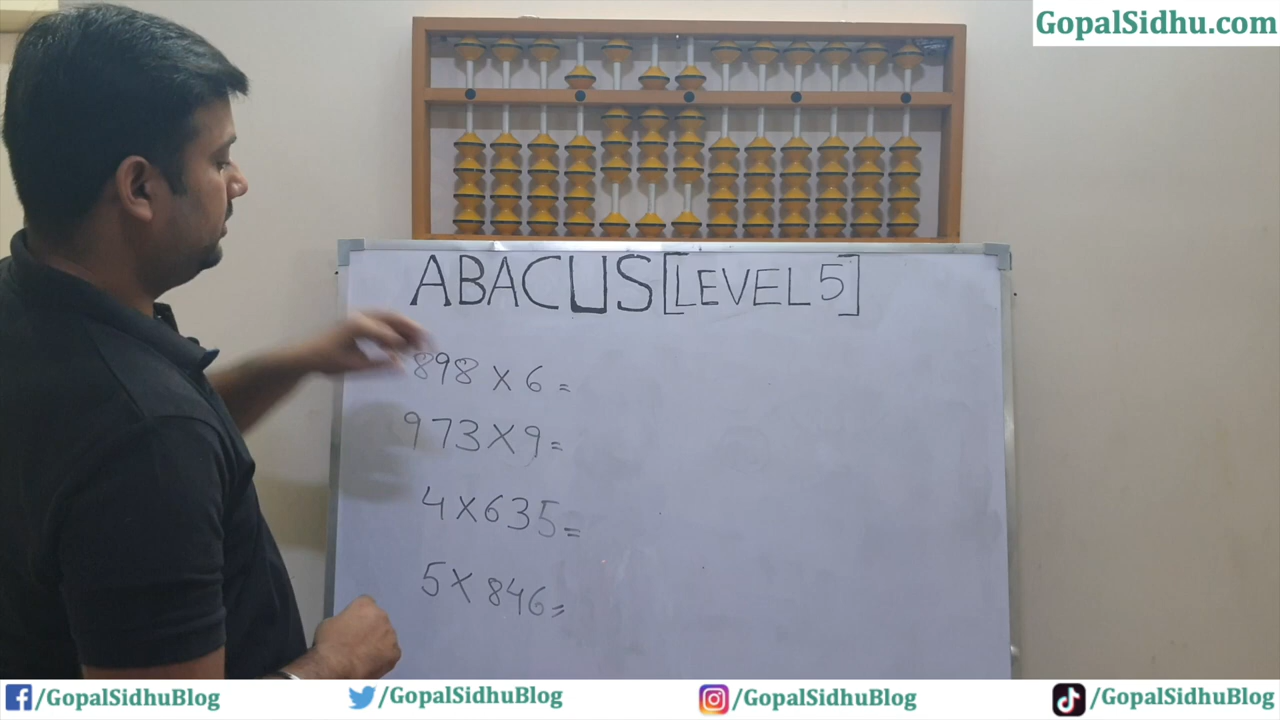 GopalSidhu.com
ABACUS [LEVEL 5]
898 X 6 =
973 X 9 =
4 X 635 =
5 X 846 =
/GopalSidhuBlog /GopalSidhuBlog /GopalSidhuBlog /GopalSidhuBlog